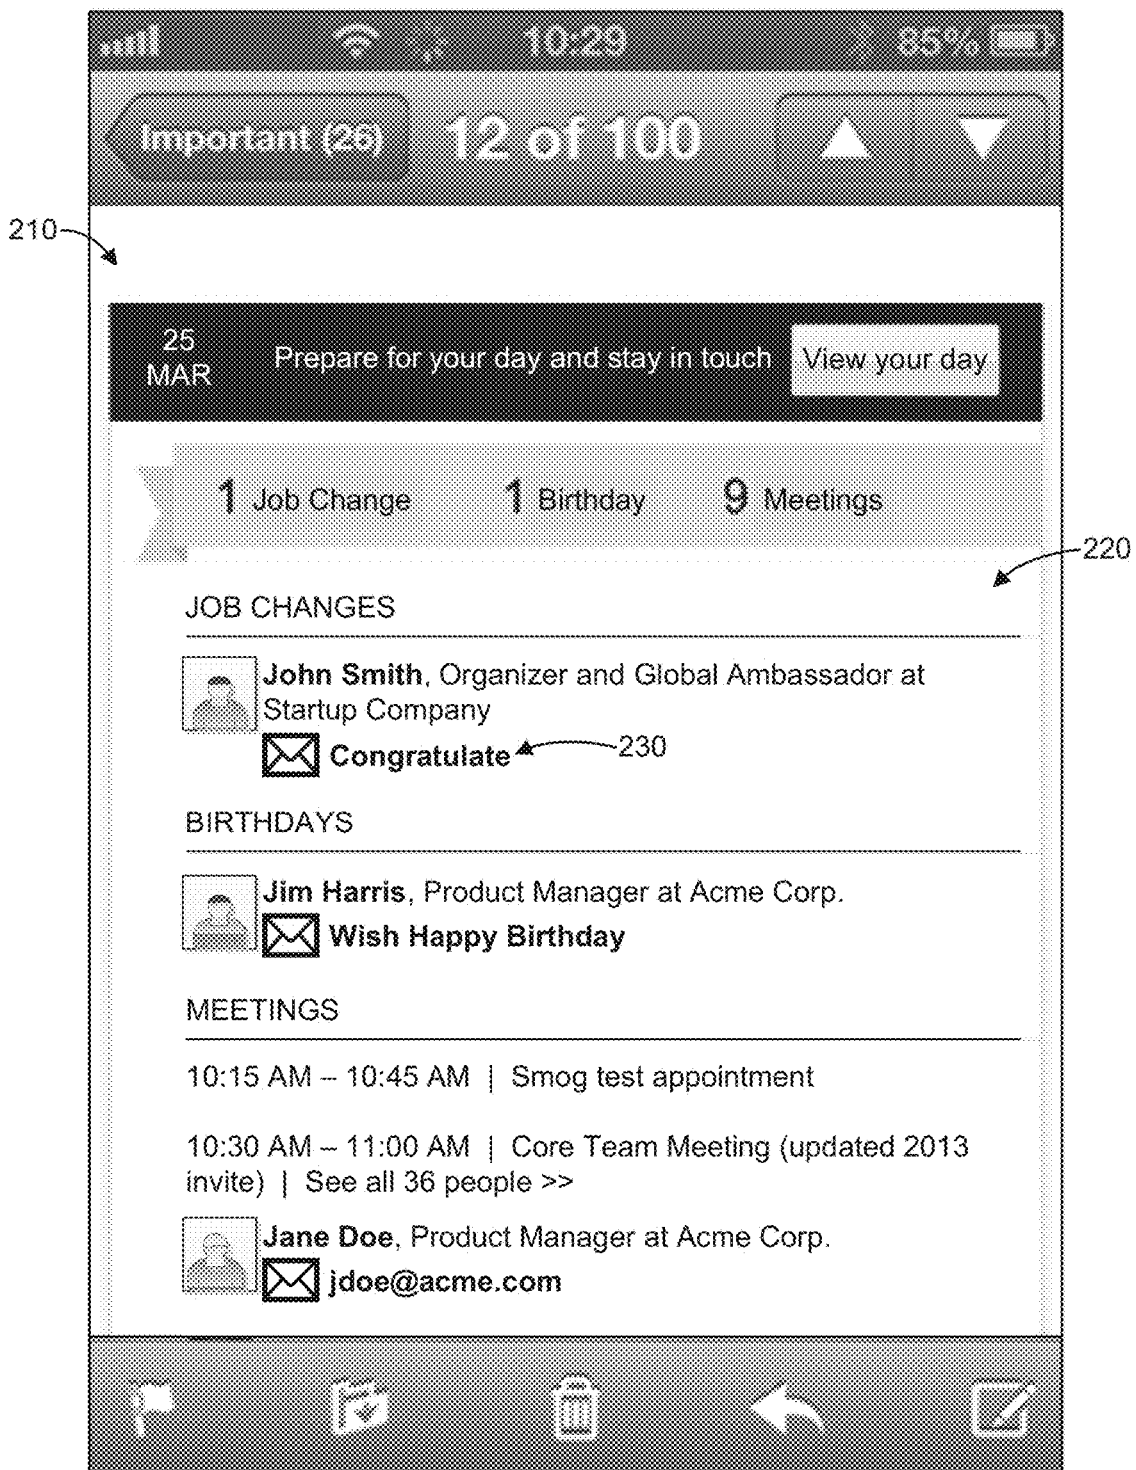 10:29 85%
Important (26) 12 of 100
210
25
MAR
Prepare for your day and stay in touch View your day
1 Job Change 1 Birthday 9 Meetings
220
JOB CHANGES
John Smith, Organizer and Global Ambassador at
Startup Company
Congratulate 230
BIRTHDAYS
Jim Harris, Product Manager at Acme Corp.
Wish Happy Birthday
MEETINGS
10:15 AM – 10:45 AM | Smog test appointment
10:30 AM – 11:00 AM | Core Team Meeting (updated 2013
invite) | See all 36 people >>
Jane Doe, Product Manager at Acme Corp.
jdoe@acme.com